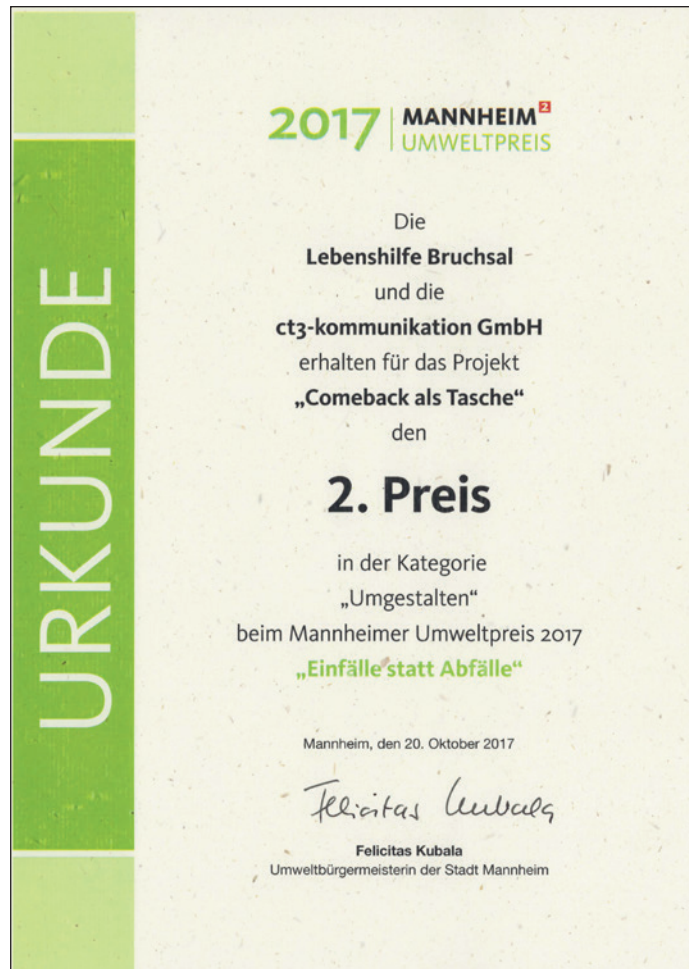 URKUNDE
2017 MANNHEIM²
UMWELTPREIS
Die
Lebenshilfe Bruchsal
und die
ct3-kommunikation GmbH
erhalten für das Projekt
„Comeback als Tasche“
den
2. Preis
in der Kategorie
„Umgestalten“
beim Mannheimer Umweltpreis 2017
„Einfälle statt Abfälle“
Mannheim, den 20. Oktober 2017
Felicitas Kubala
Felicitas Kubala
Umweltbürgermeisterin der Stadt Mannheim